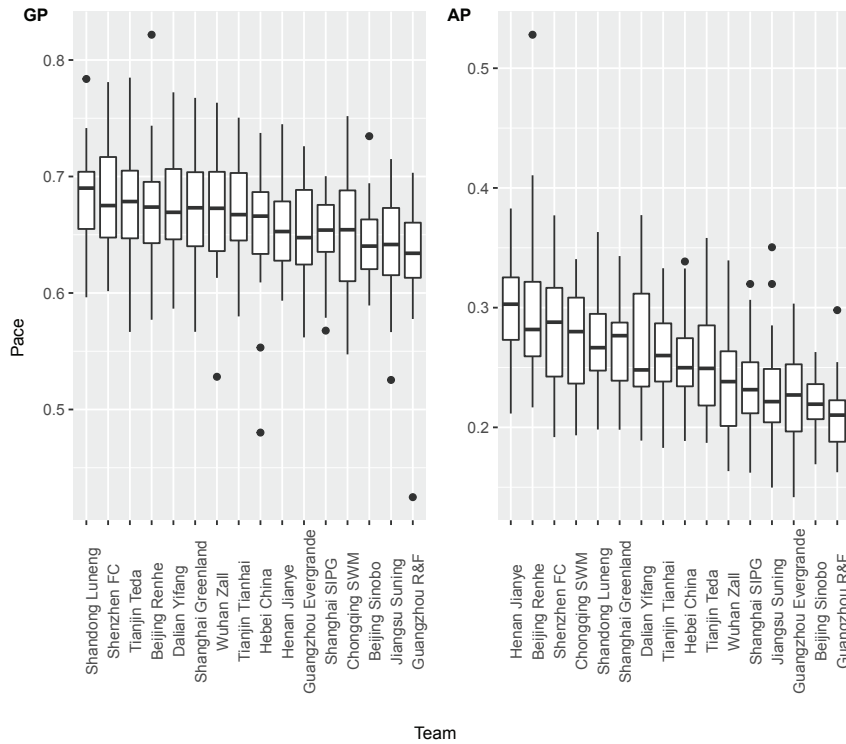 GP
AP
0.8
0.7
0.6
0.5
0.5
0.4
0.3
0.2
Pace
Shandong Luneng
Shenzhen FC
Tianjin Teda
Beijing Renhe
Dalian Yifang
Shanghai Greenland
Wuhan Zall
Tianjin Tianhai
Hebei China
Henan Jianye
Guangzhou Evergrande
Shanghai SIPG
Chongqing SWM
Beijing Sinobo
Jiangsu Suning
Guangzhou R&F
Henan Jianye
Beijing Renhe
Shenzhen FC
Chongqing SWM
Shandong Luneng
Shanghai Greenland
Dalian Yifang
Tianjin Tianhai
Hebei China
Tianjin Teda
Wuhan Zall
Shanghai SIPG
Jiangsu Suning
Guangzhou Evergrande
Beijing Sinobo
Guangzhou R&F
Team